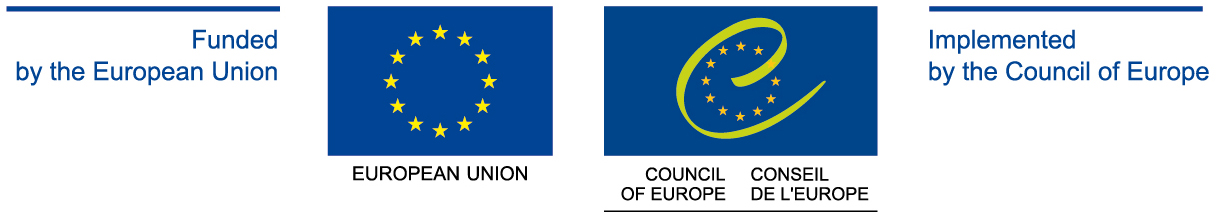 Funded
by the European Union
EUROPEAN UNION
COUNCIL
OF EUROPE
CONSEIL
DE L'EUROPE
Implemented
by the Council of Europe